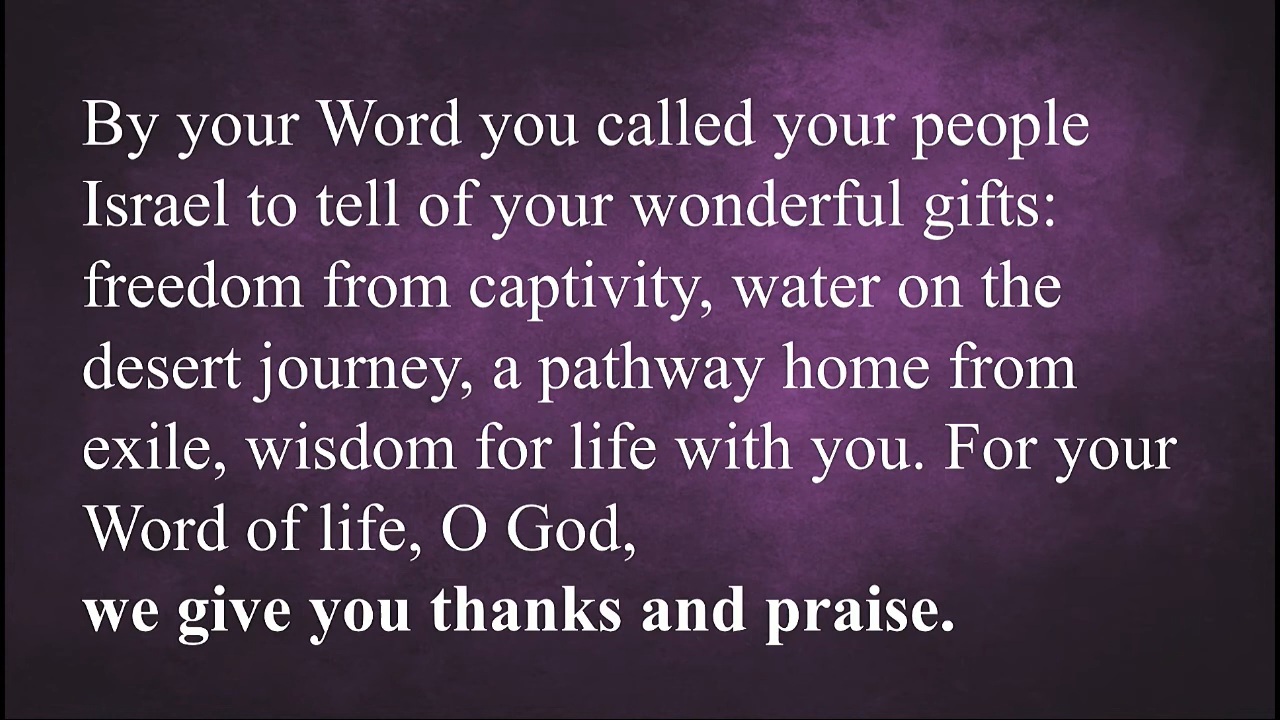 By your Word you called your people
Israel to tell of your wonderful gifts:
freedom from captivity, water on the
desert journey, a pathway home from
exile, wisdom for life with you. For your
Word of life, O God,
we give you thanks and praise.